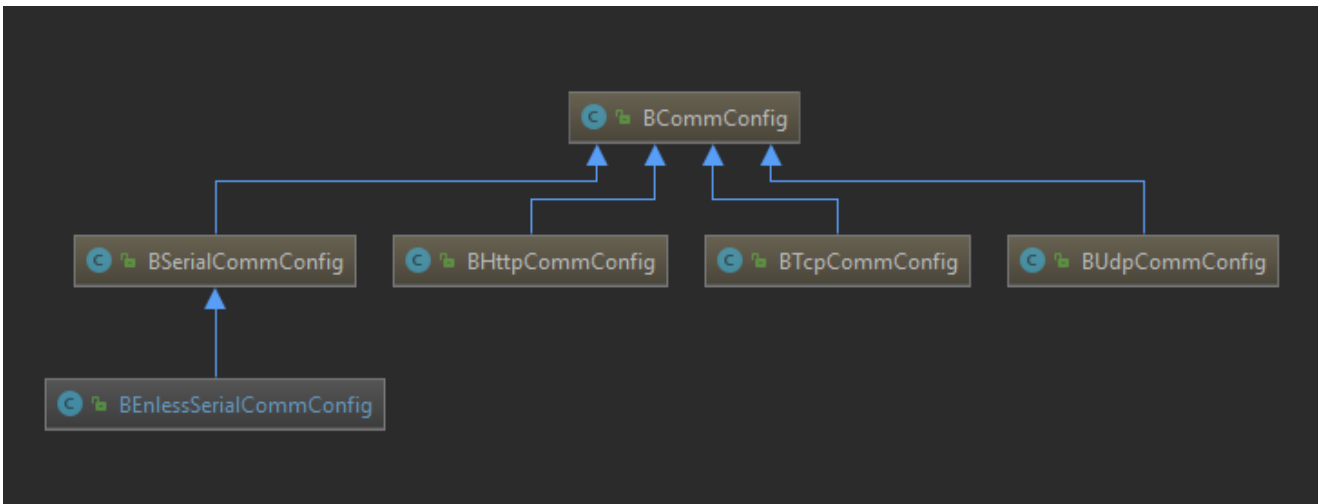 C BCommConfig
C BSerialCommConfig
C BHttpCommConfig
C BTcpCommConfig
C BUdpCommConfig
C BEnlessSerialCommConfig